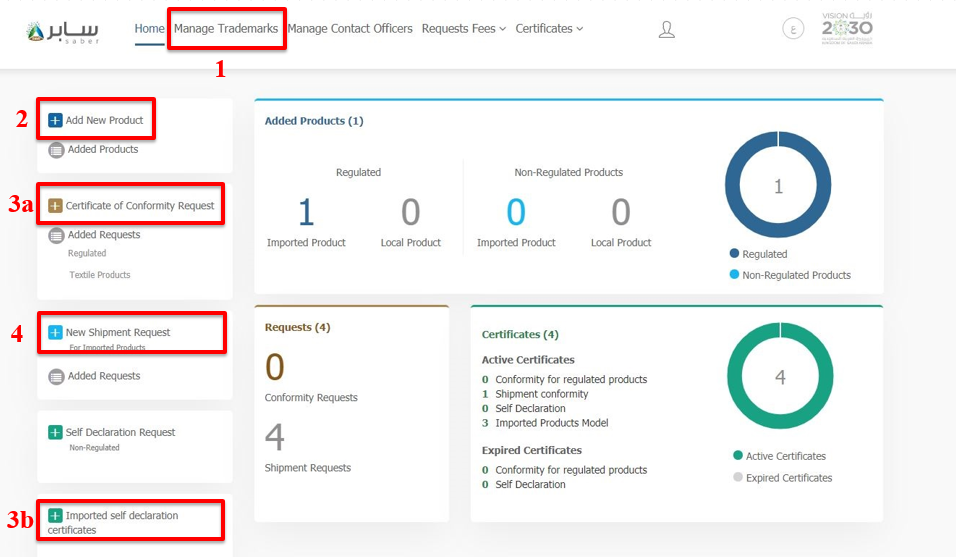 سابر
saber
Home Manage Trademarks Manage Contact Officers Requests Fees Certificates
ع
VISION رؤيــة
2030
1
2
Add New Product
Added Products
3a
Certificate of Conformity Request
Added Requests
Regulated
Textile Products
4
New Shipment Request
For Imported Products
Added Requests
Self Declaration Request
Non-Regulated
3b
Imported self declaration
certificates
Added Products (1)
Regulated
1
Imported Product
0
Local Product
Non-Regulated Products
0
Imported Product
0
Local Product
1
Regulated
Non-Regulated Products
Requests (4)
0
Conformity Requests
4
Shipment Requests
Certificates (4)
Active Certificates
0 Conformity for regulated products
1 Shipment conformity
0 Self Declaration
3 Imported Products Model
Expired Certificates
0 Conformity for regulated products
0 Self Declaration
4
Active Certificates
Expired Certificates